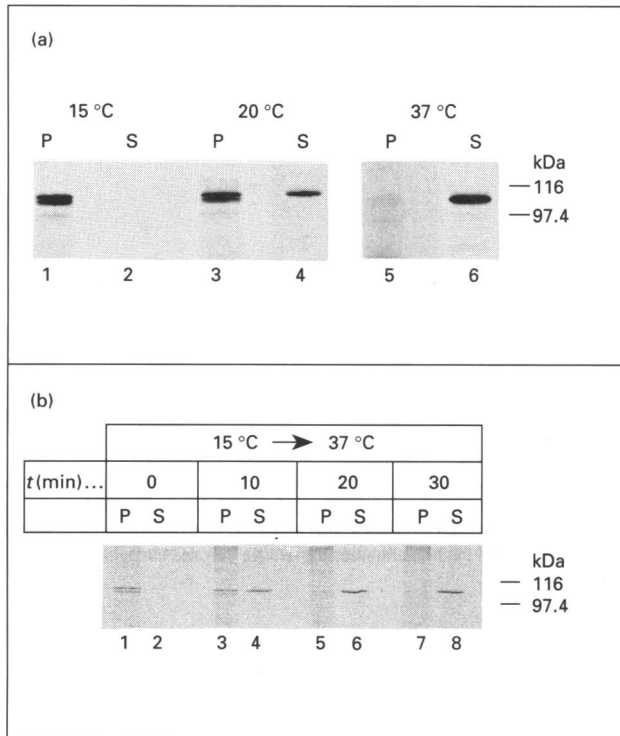 (a)
15 °C 20 °C 37 °C
P S P S P S
kDa
116
97.4
1 2 3 4 5 6
(b)
15 °C → 37 °C
t(min)... 0 10 20 30
P S P S P S P S
kDa
116
97.4
1 2 3 4 5 6 7 8